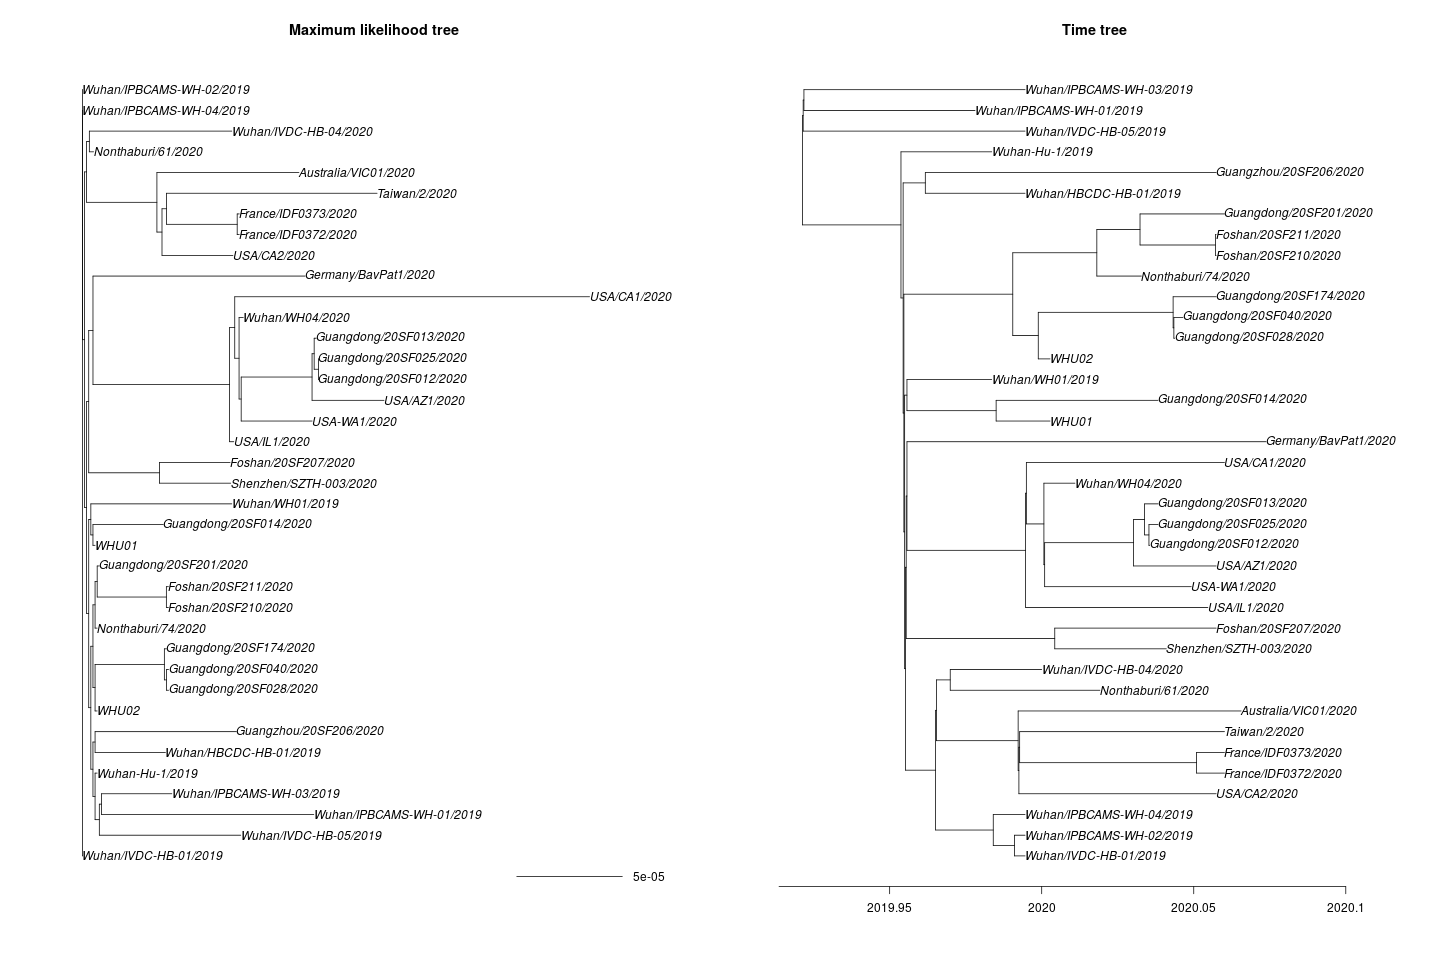 Maximum likelihood tree
Wuhan/IPBCAMS-WH-02/2019
Wuhan/IPBCAMS-WH-04/2019
Wuhan/IVDC-HB-04/2020
Nonthaburi/61/2020
Australia/VIC01/2020
Taiwan/2/2020
France/IDF0373/2020
France/IDF0372/2020
USA/CA2/2020
Germany/BavPat1/2020
USA/CA1/2020
Wuhan/WH04/2020
Guangdong/20SF013/2020
Guangdong/20SF025/2020
Guangdong/20SF012/2020
USA/AZ1/2020
USA-WA1/2020
USA/IL1/2020
Foshan/20SF207/2020
Shenzhen/SZTH-003/2020
Wuhan/WH01/2019
Guangdong/20SF014/2020
WHU01
Guangdong/20SF201/2020
Foshan/20SF211/2020
Foshan/20SF210/2020
Nonthaburi/74/2020
Guangdong/20SF174/2020
Guangdong/20SF040/2020
Guangdong/20SF028/2020
WHU02
Guangzhou/20SF206/2020
Wuhan/HBCDC-HB-01/2019
Wuhan-Hu-1/2019
Wuhan/IPBCAMS-WH-03/2019
Wuhan/IPBCAMS-WH-01/2019
Wuhan/IVDC-HB-05/2019
Wuhan/IVDC-HB-01/2019
5e-05
Time tree
Wuhan/IPBCAMS-WH-03/2019
Wuhan/IPBCAMS-WH-01/2019
Wuhan/IVDC-HB-05/2019
Wuhan-Hu-1/2019
Guangzhou/20SF206/2020
Wuhan/HBCDC-HB-01/2019
Guangdong/20SF201/2020
Foshan/20SF211/2020
Foshan/20SF210/2020
Nonthaburi/74/2020
Guangdong/20SF174/2020
Guangdong/20SF040/2020
Guangdong/20SF028/2020
WHU02
Wuhan/WH01/2019
Guangdong/20SF014/2020
WHU01
Germany/BavPat1/2020
USA/CA1/2020
Wuhan/WH04/2020
Guangdong/20SF013/2020
Guangdong/20SF025/2020
Guangdong/20SF012/2020
USA/AZ1/2020
USA-WA1/2020
USA/IL1/2020
Foshan/20SF207/2020
Shenzhen/SZTH-003/2020
Wuhan/IVDC-HB-04/2020
Nonthaburi/61/2020
Australia/VIC01/2020
Taiwan/2/2020
France/IDF0373/2020
France/IDF0372/2020
USA/CA2/2020
Wuhan/IPBCAMS-WH-04/2019
Wuhan/IPBCAMS-WH-02/2019
Wuhan/IVDC-HB-01/2019
2019.95
2020
2020.05
2020.1